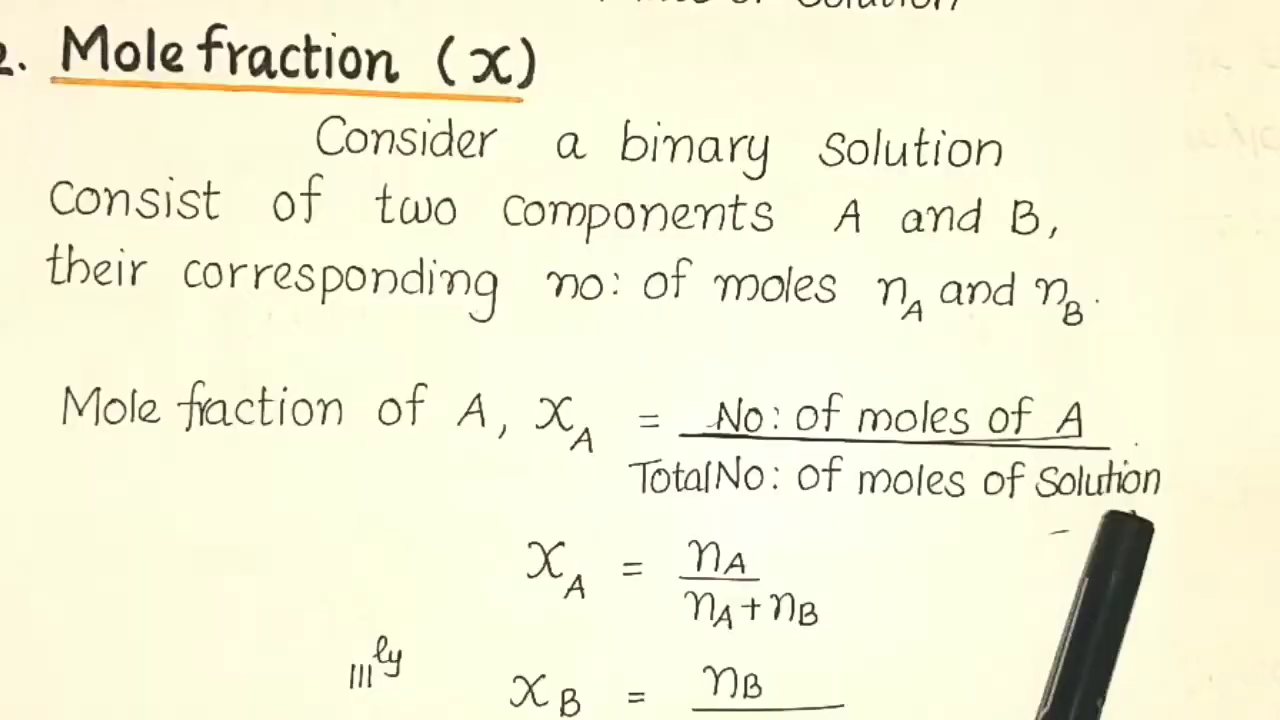 Solution
2. Mole fraction (x)
Consider a binary solution
consist of two components A and B,
their corresponding no: of moles nA and nB.
Mole fraction of A, xA = No: of moles of A
Total No: of moles of solution
xA = nA
nA + nB
|||ly xB = nB